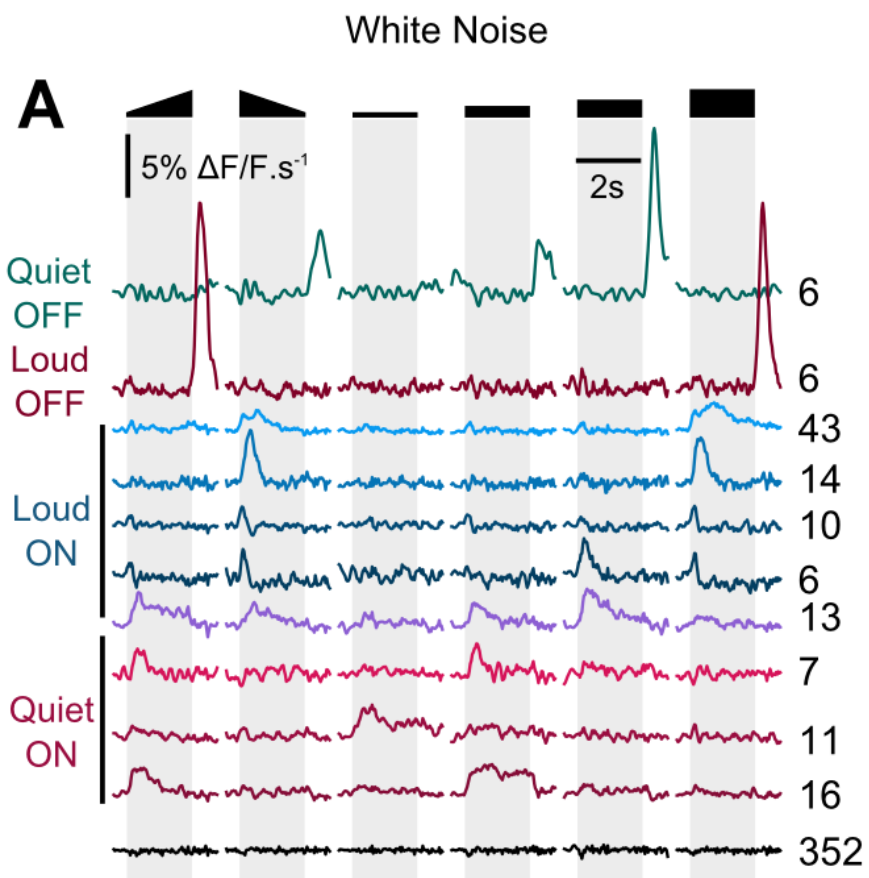 White Noise
A
5% ΔF/F.s⁻¹
2s
Quiet
OFF
6
Loud
OFF
6
43
14
Loud
ON
10
6
13
7
Quiet
ON
11
16
352